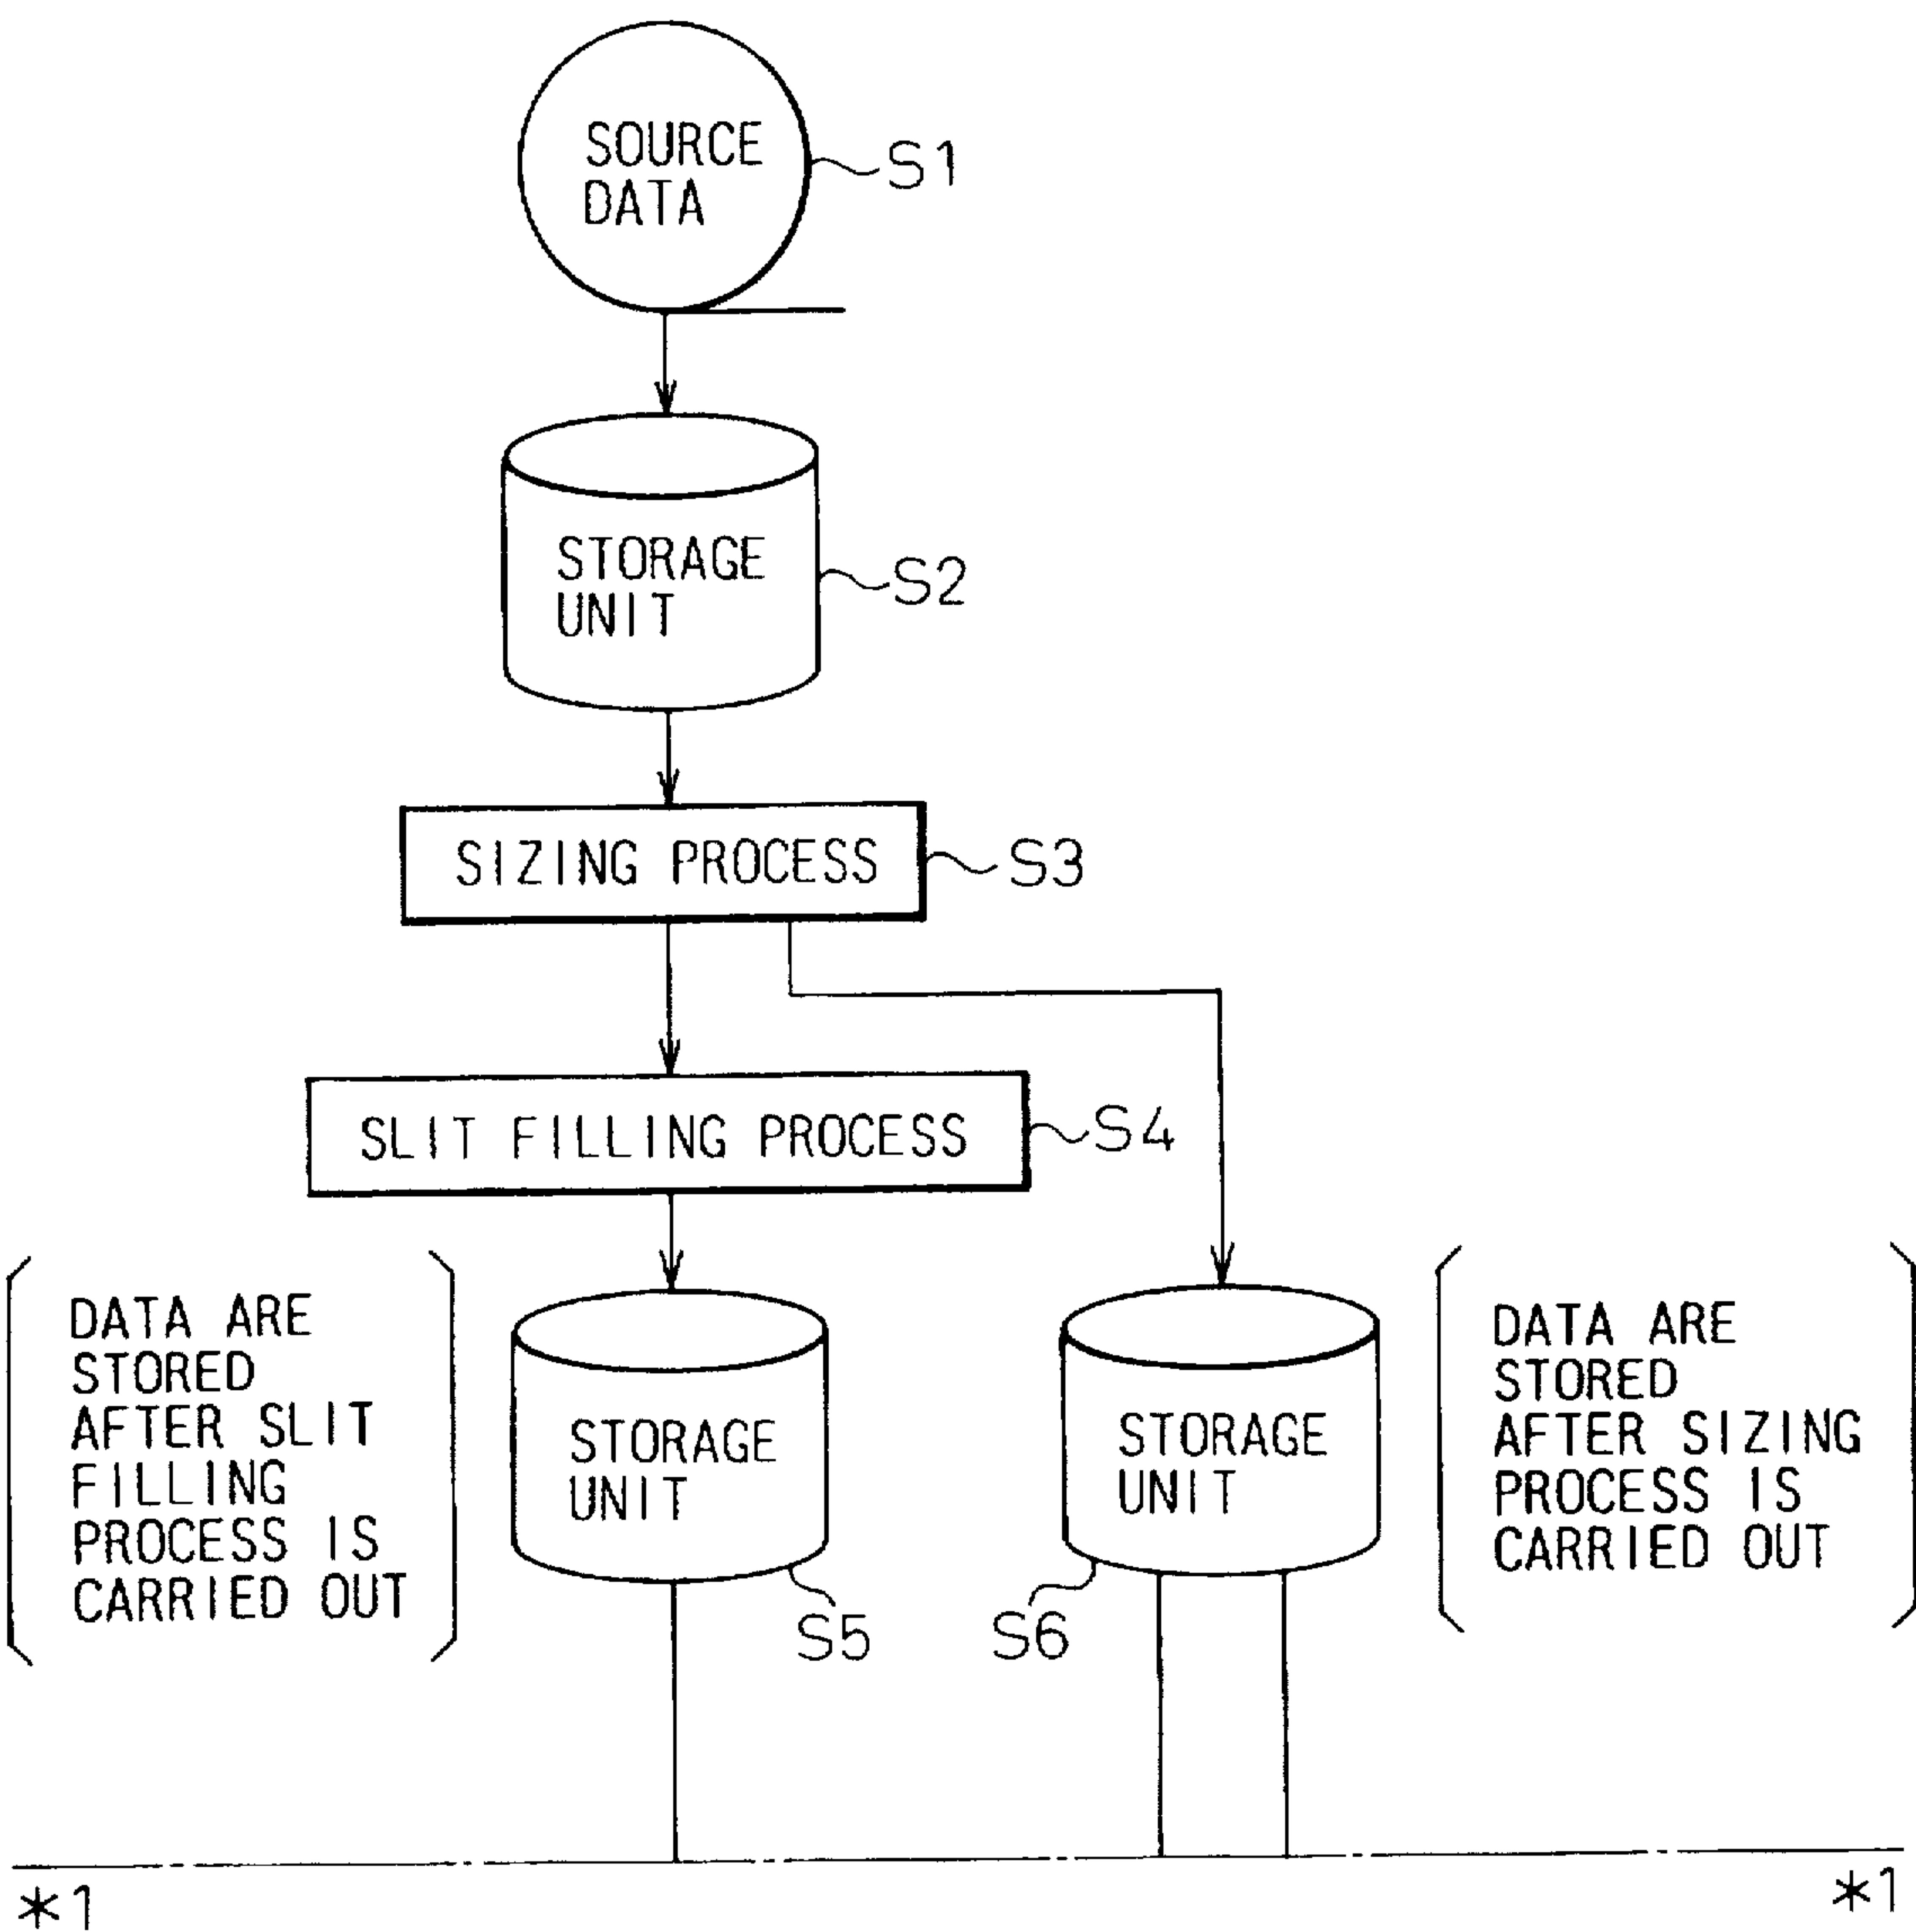 SOURCE
DATA
S1
STORAGE
UNIT
S2
SIZING PROCESS
S3
SLIT FILLING PROCESS
S4
DATA ARE
STORED
AFTER SLIT
FILLING
PROCESS IS
CARRIED OUT
STORAGE
UNIT
S5
STORAGE
UNIT
S6
DATA ARE
STORED
AFTER SIZING
PROCESS IS
CARRIED OUT
*1
*1